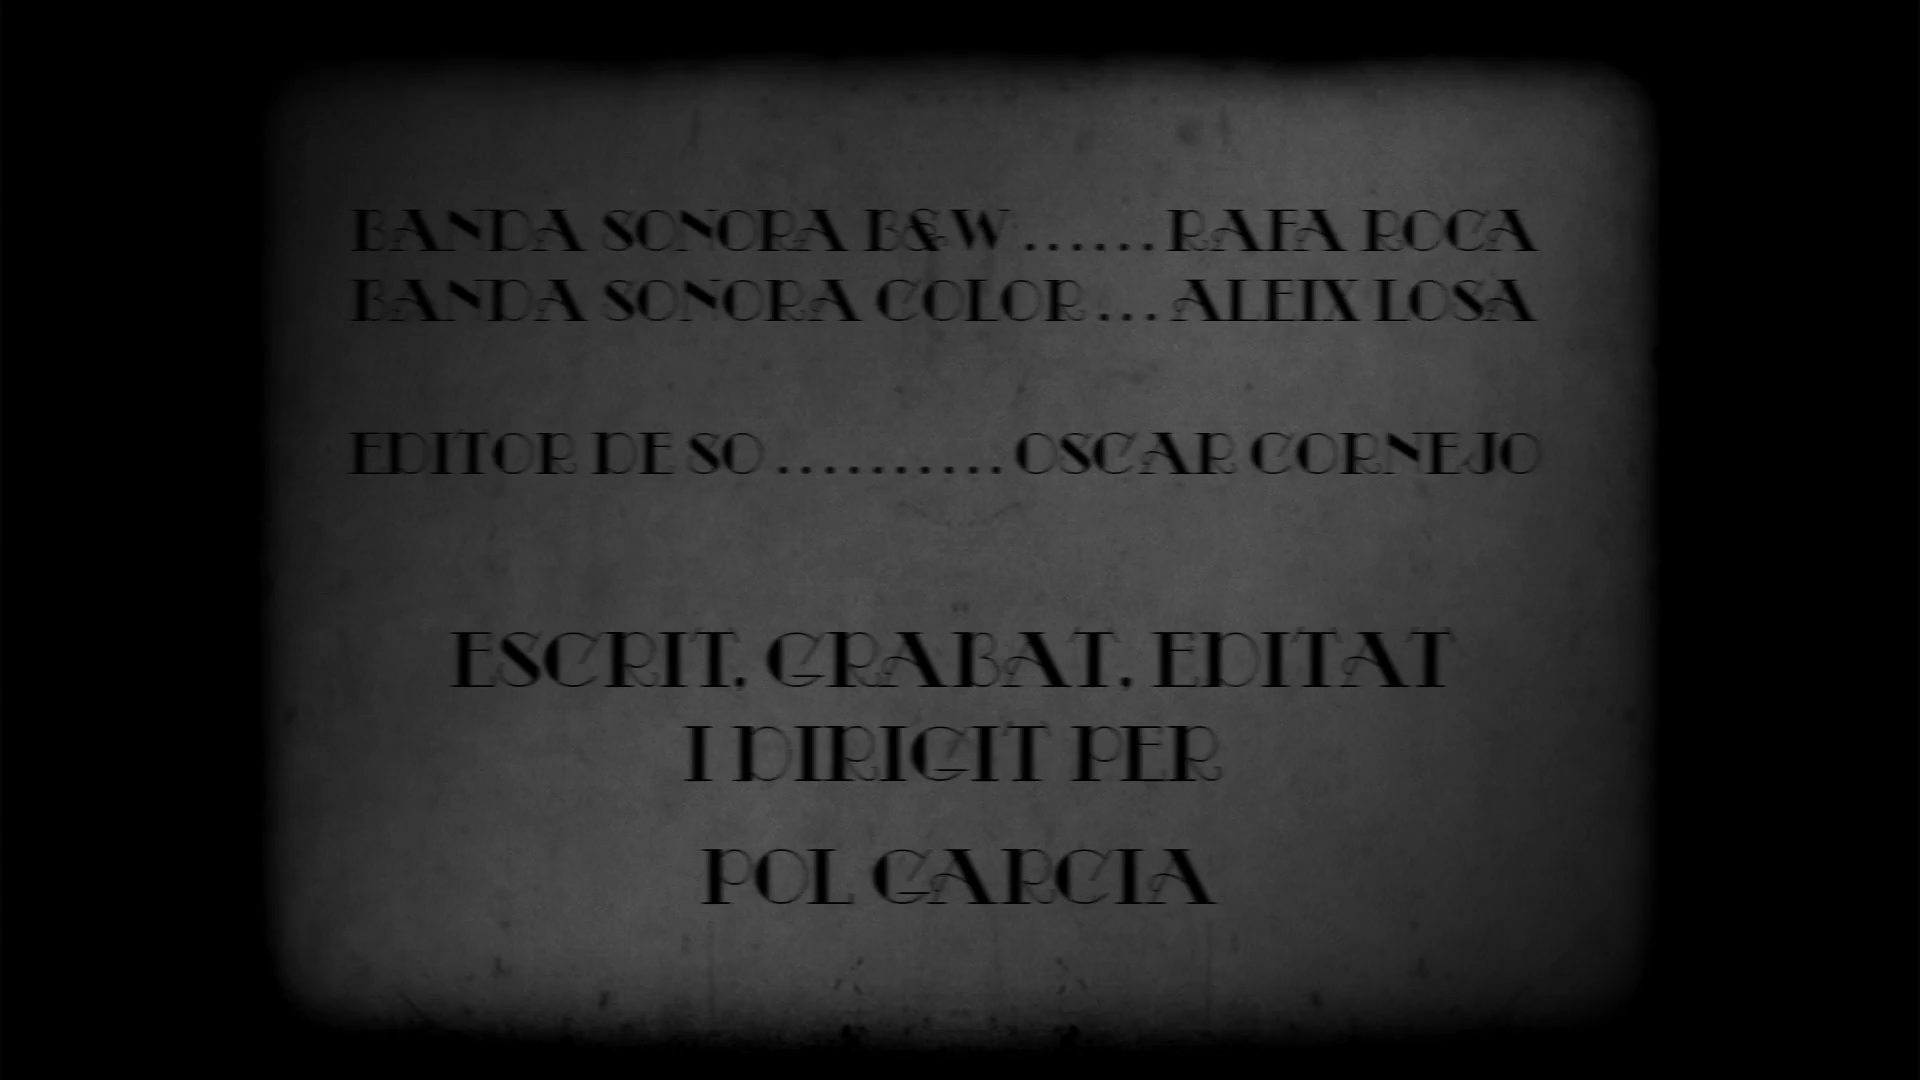 BANDA SONORA B&W ......RAFA ROCA
BANDA SONORA COLOR... ALEIX LOSA
EDITOR DE SO ..........OSCAR CORNEJO
ESCRIT, GRABAT, EDITAT
I DIRIGIT PER
POL GARCIA